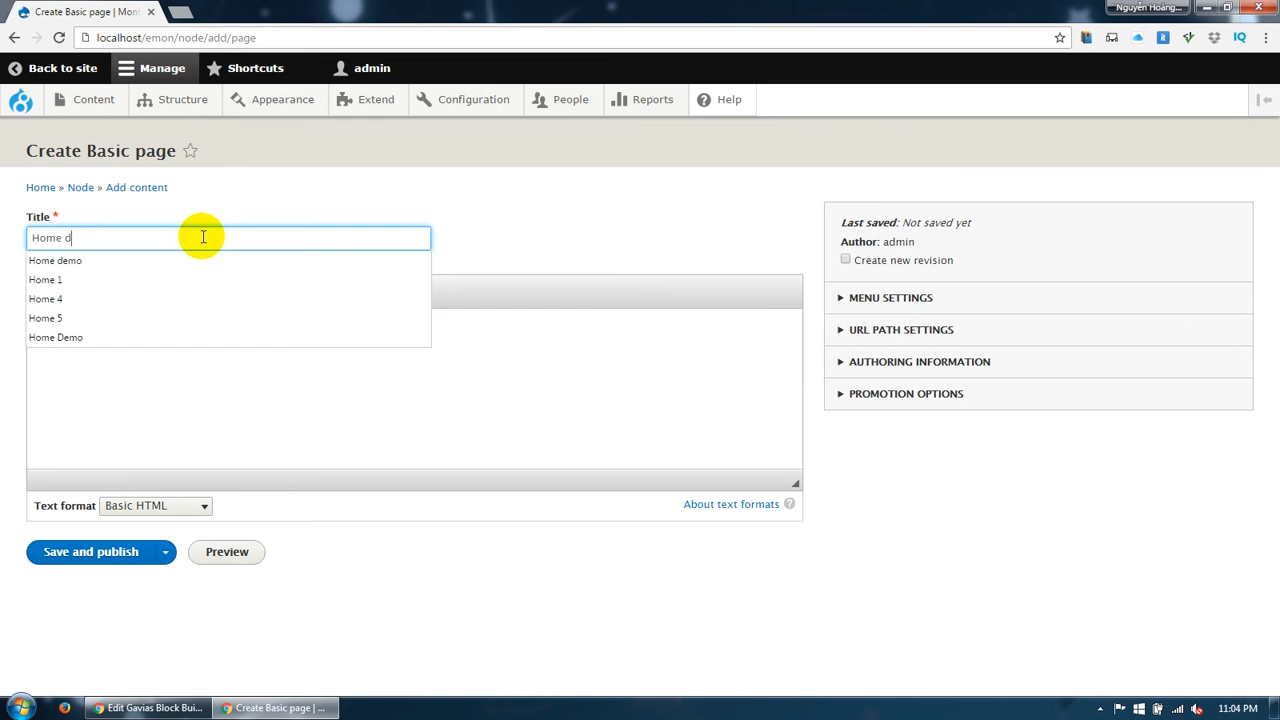 Create Basic page | Mon
Nguyễn Hoàng...
localhost/emon/node/add/page
Back to site
Manage
Shortcuts
admin
Content
Structure
Appearance
Extend
Configuration
People
Reports
Help
Create Basic page
Home » Node » Add content
Title *
Home d
Home demo
Home 1
Home 4
Home 5
Home Demo
Text format
Basic HTML
About text formats
Save and publish
Preview
Last saved: Not saved yet
Author: admin
Create new revision
MENU SETTINGS
URL PATH SETTINGS
AUTHORING INFORMATION
PROMOTION OPTIONS
Edit Gavias Block Bui...
Create Basic page | ...
11:04 PM